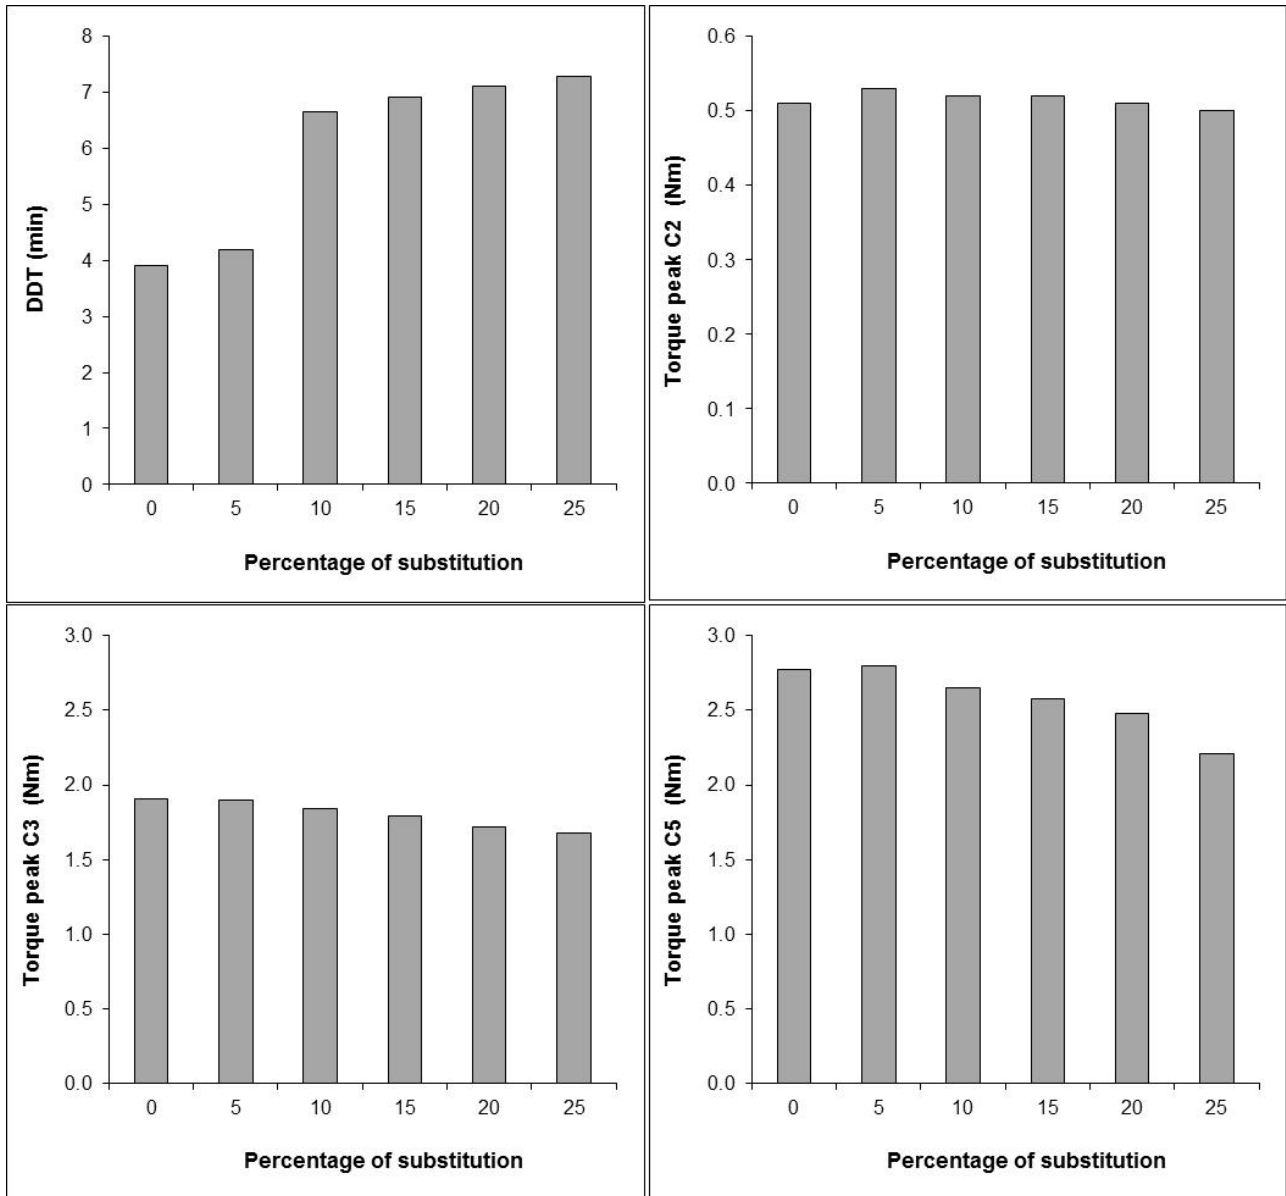 8
7
6
5
4
3
2
1
0
DDT (min)
0 5 10 15 20 25
Percentage of substitution
0.6
0.5
0.4
0.3
0.2
0.1
0.0
Torque peak C2 (Nm)
0 5 10 15 20 25
Percentage of substitution
3.0
2.5
2.0
1.5
1.0
0.5
0.0
Torque peak C3 (Nm)
0 5 10 15 20 25
Percentage of substitution
3.0
2.5
2.0
1.5
1.0
0.5
0.0
Torque peak C5 (Nm)
0 5 10 15 20 25
Percentage of substitution